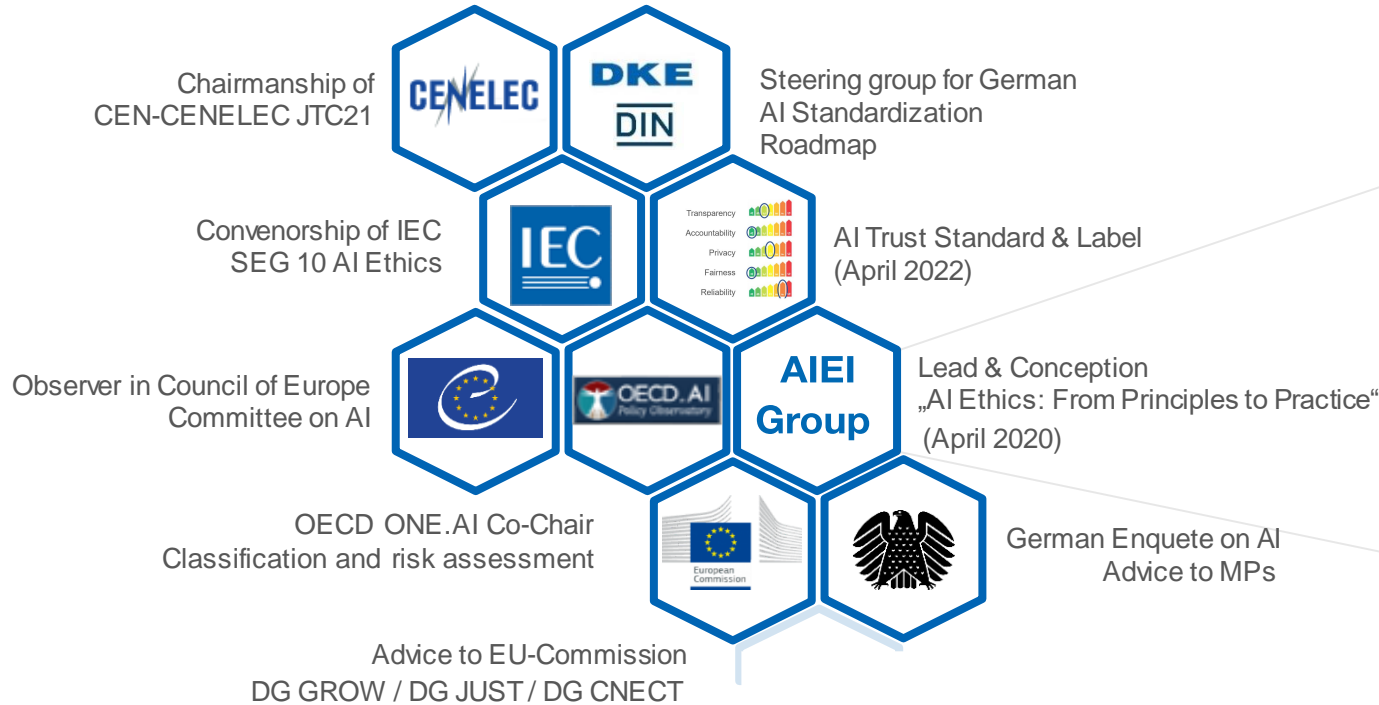 Chairmanship of
CEN-CENELEC JTC21
CENELEC
DKE
DIN
Steering group for German
AI Standardization
Roadmap
Convenorship of IEC
SEG 10 AI Ethics
IEC
Transparency
Accountability
Privacy
Fairness
Reliability
AI Trust Standard & Label
(April 2022)
Observer in Council of Europe
Committee on AI
OECD.AI
Policy Observatory
AIEI
Group
Lead & Conception
„AI Ethics: From Principles to Practice“
(April 2020)
OECD ONE.AI Co-Chair
Classification and risk assessment
European
Commission
German Enquete on AI
Advice to MPs
Advice to EU-Commission
DG GROW / DG JUST / DG CNECT